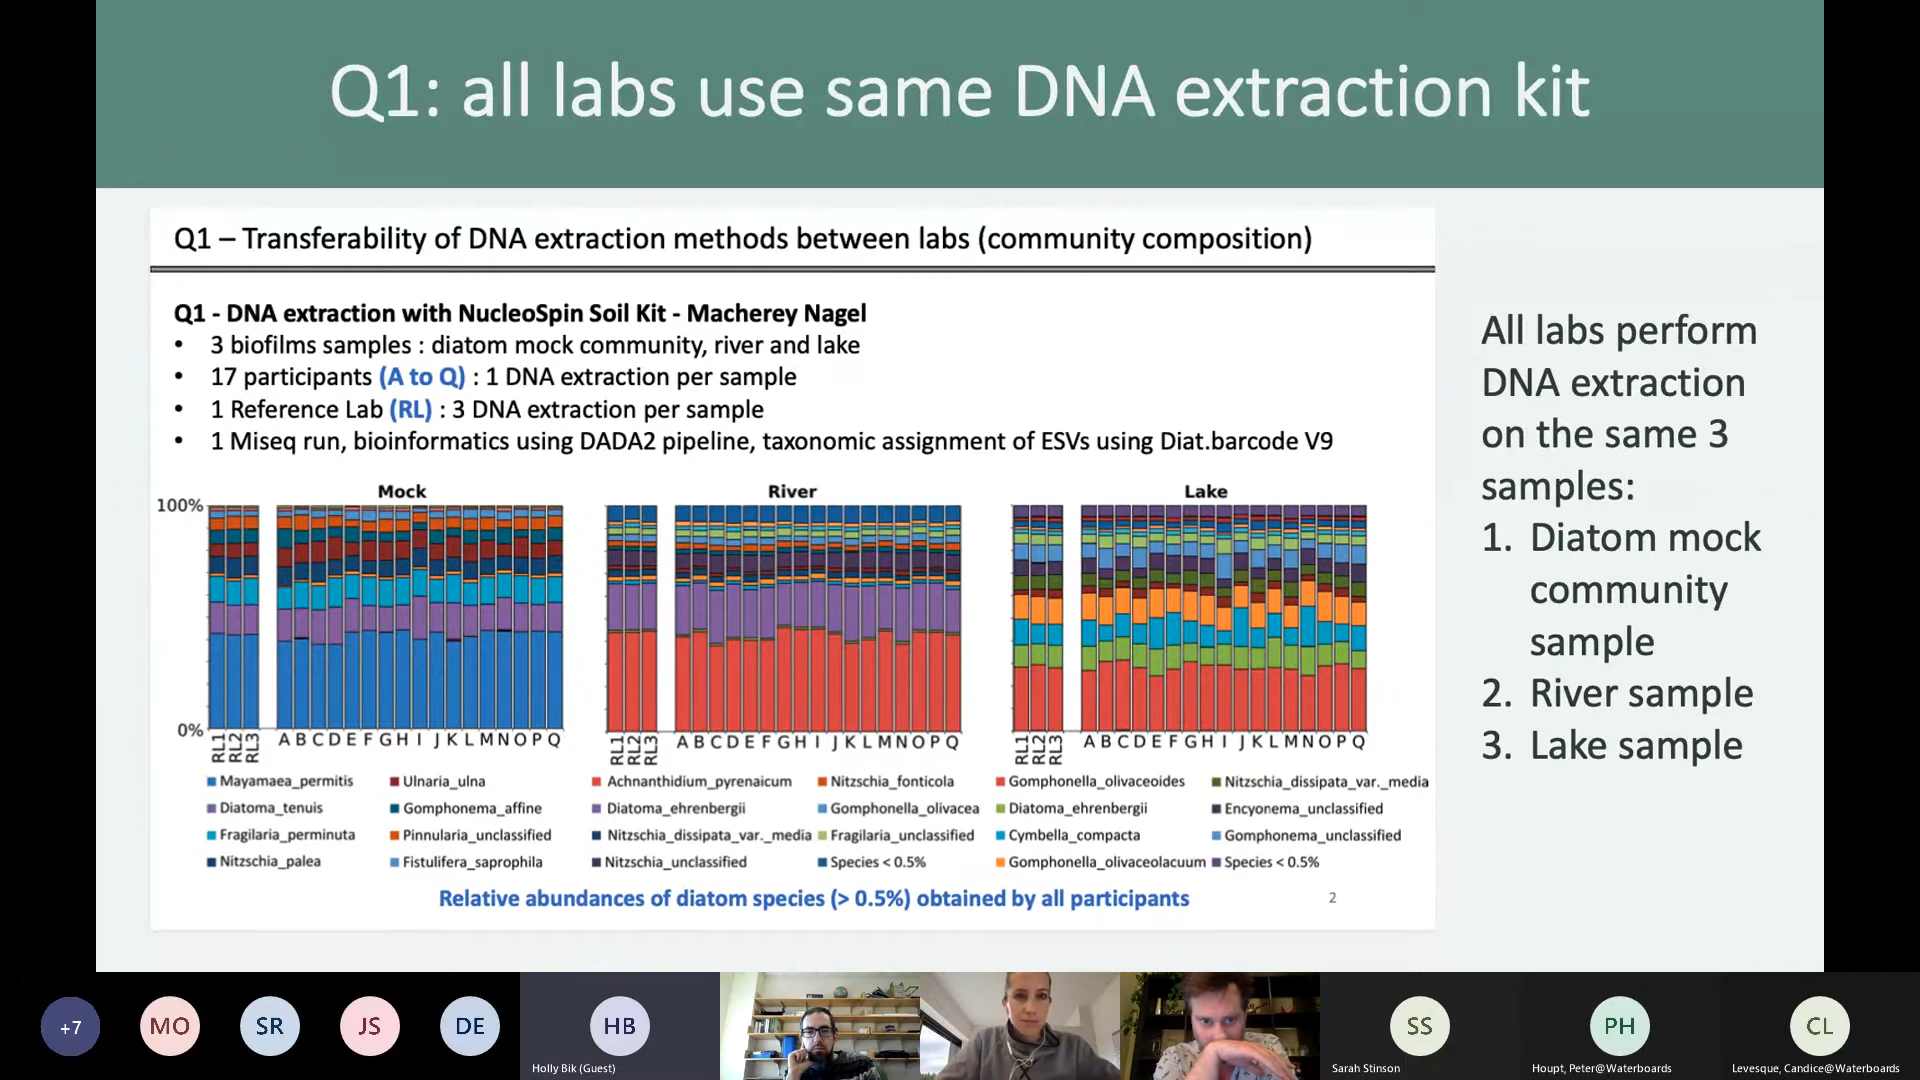 Q1: all labs use same DNA extraction kit
Q1 – Transferability of DNA extraction methods between labs (community composition)
Q1 - DNA extraction with NucleoSpin Soil Kit - Macherey Nagel
• 3 biofilms samples : diatom mock community, river and lake
• 17 participants (A to Q) : 1 DNA extraction per sample
• 1 Reference Lab (RL) : 3 DNA extraction per sample
• 1 Miseq run, bioinformatics using DADA2 pipeline, taxonomic assignment of ESVs using Diat.barcode V9
Mock
100%
0%
RL1 RL2 RL3 A B C D E F G H I J K L M N O P Q
Mayamaea_permitis
Diatoma_tenuis
Fragilaria_perminuta
Nitzschia_palea
Ulnaria_ulna
Gomphonema_affine
Pinnularia_unclassified
Fistulifera_saprophila
River
RL1 RL2 RL3 A B C D E F G H I J K L M N O P Q
Achnanthidium_pyrenaicum
Diatoma_ehrenbergii
Nitzschia_dissipata_var._media
Nitzschia_unclassified
Nitzschia_fonticola
Gomphonella_olivacea
Fragilaria_unclassified
Species < 0.5%
Lake
RL1 RL2 RL3 A B C D E F G H I J K L M N O P Q
Gomphonella_olivaceoides
Diatoma_ehrenbergii
Cymbella_compacta
Gomphonella_olivaceolacuum
Nitzschia_dissipata_var._media
Encyonema_unclassified
Gomphonema_unclassified
Species < 0.5%
Relative abundances of diatom species (> 0.5%) obtained by all participants
2
All labs perform
DNA extraction
on the same 3
samples:
1. Diatom mock
community
sample
2. River sample
3. Lake sample
+7
MO
SR
JS
DE
HB
Holly Bik (Guest)
SS
Sarah Stinson
PH
Houpt, Peter@Waterboards
CL
Levesque, Candice@Waterboards